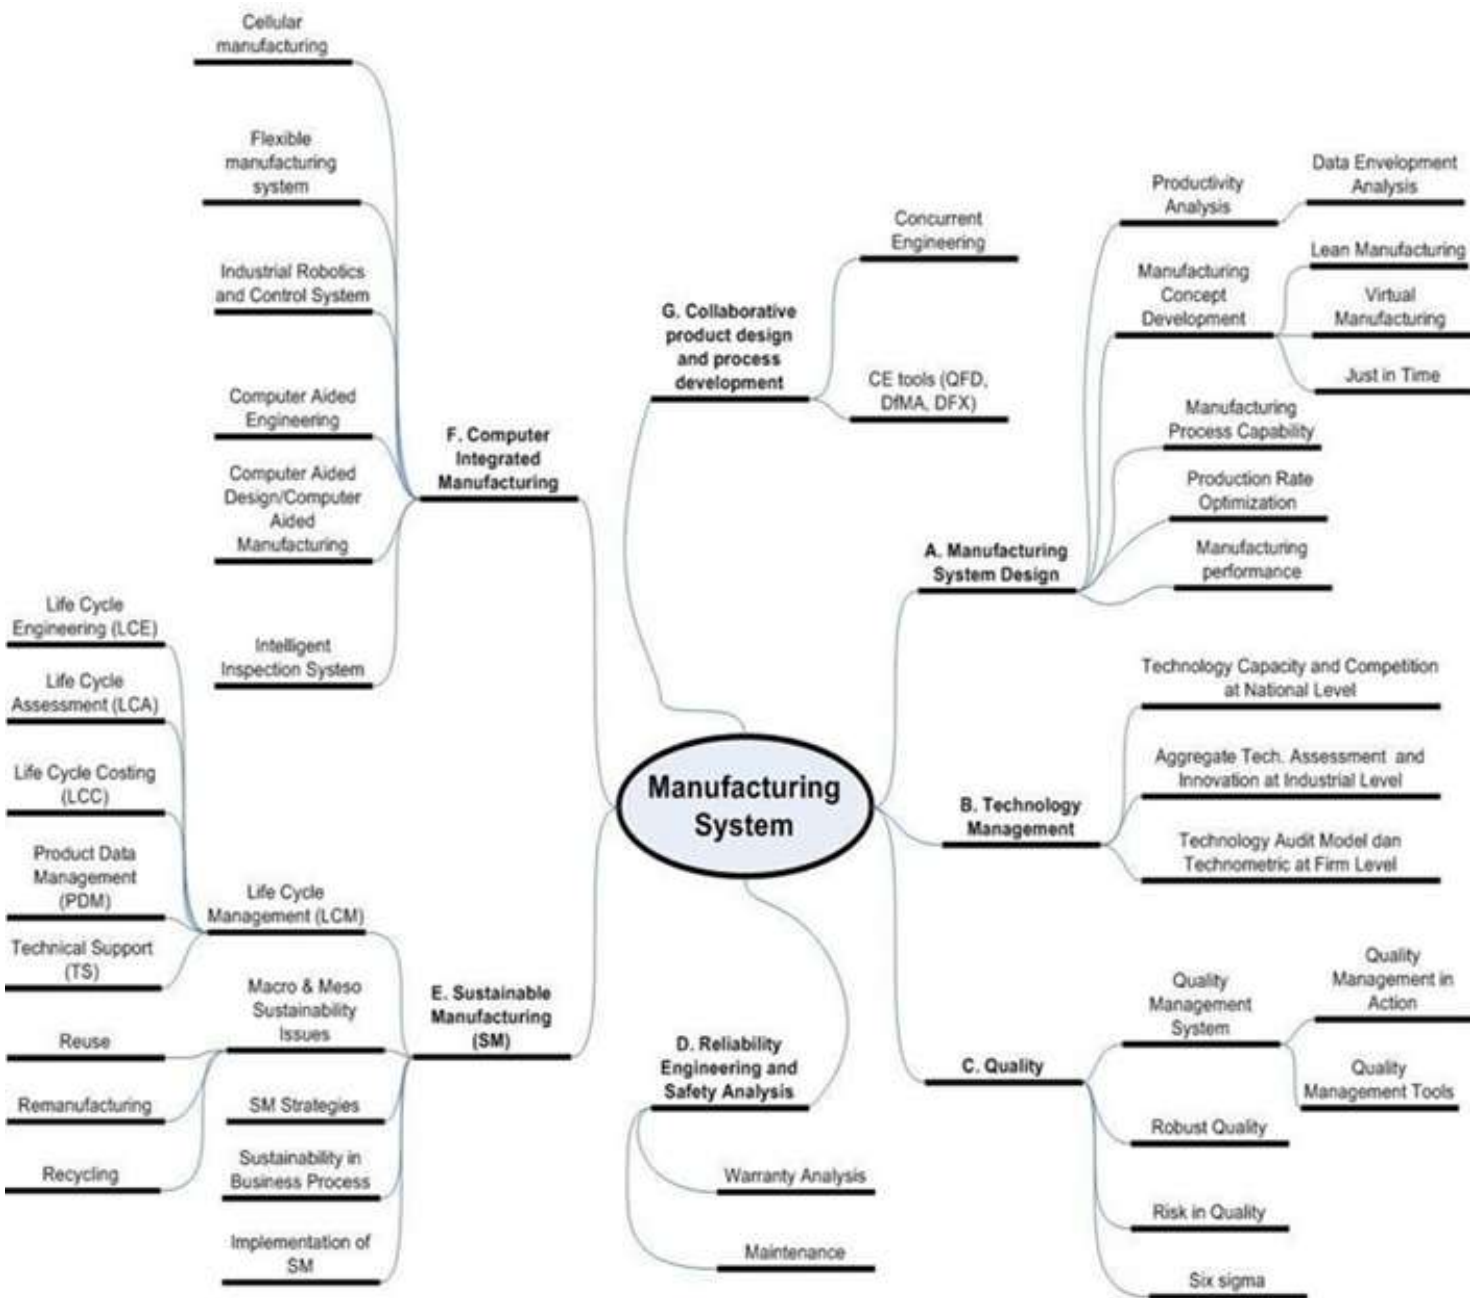 Manufacturing
System
A. Manufacturing
System Design
Productivity
Analysis
Data Envelopment
Analysis
Manufacturing
Concept
Development
Lean Manufacturing
Virtual
Manufacturing
Just in Time
Manufacturing
Process Capability
Production Rate
Optimization
Manufacturing
performance
B. Technology
Management
Technology Capacity and Competition
at National Level
Aggregate Tech. Assessment and
Innovation at Industrial Level
Technology Audit Model dan
Technometric at Firm Level
C. Quality
Quality
Management
System
Quality
Management in
Action
Quality
Management Tools
Robust Quality
Risk in Quality
Six sigma
D. Reliability
Engineering and
Safety Analysis
Warranty Analysis
Maintenance
E. Sustainable
Manufacturing
(SM)
Life Cycle
Management (LCM)
Life Cycle
Engineering (LCE)
Life Cycle
Assessment (LCA)
Life Cycle Costing
(LCC)
Product Data
Management
(PDM)
Technical Support
(TS)
Macro & Meso
Sustainability
Issues
Reuse
Remanufacturing
Recycling
SM Strategies
Sustainability in
Business Process
Implementation of
SM
F. Computer
Integrated
Manufacturing
Cellular
manufacturing
Flexible
manufacturing
system
Industrial Robotics
and Control System
Computer Aided
Engineering
Computer Aided
Design/Computer
Aided
Manufacturing
Intelligent
Inspection System
G. Collaborative
product design
and process
development
Concurrent
Engineering
CE tools (QFD,
DfMA, DFX)